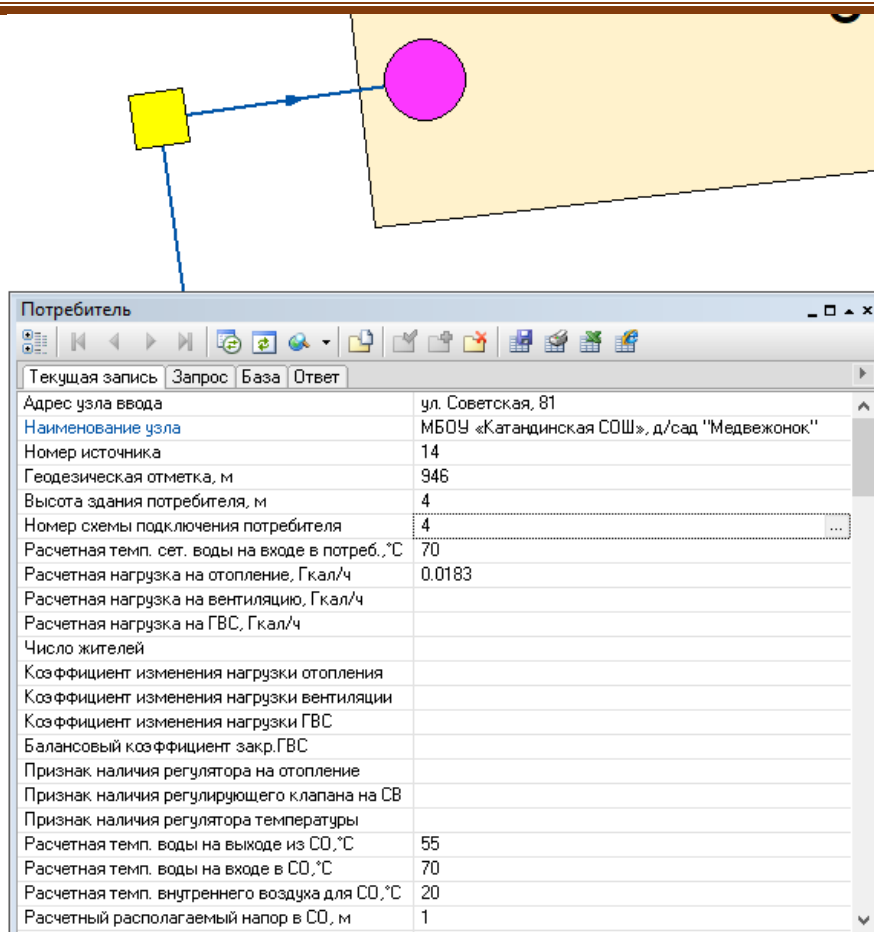 Потребитель
Текущая запись Запрос База Ответ
Адрес узла ввода ул. Советская, 81
Наименование узла МБОУ «Катандинская СОШ», д/сад "Медвежонок"
Номер источника 14
Геодезическая отметка, м 946
Высота здания потребителя, м 4
Номер схемы подключения потребителя 4 ...
Расчетная темп. сет. воды на входе в потреб.,°C 70
Расчетная нагрузка на отопление, Гкал/ч 0.0183
Расчетная нагрузка на вентиляцию, Гкал/ч
Расчетная нагрузка на ГВС, Гкал/ч
Число жителей
Коэффициент изменения нагрузки отопления
Коэффициент изменения нагрузки вентиляции
Коэффициент изменения нагрузки ГВС
Балансовый коэффициент закр.ГВС
Признак наличия регулятора на отопление
Признак наличия регулирующего клапана на СВ
Признак наличия регулятора температуры
Расчетная темп. воды на выходе из СО,°C 55
Расчетная темп. воды на входе в СО,°C 70
Расчетная темп. внутреннего воздуха для СО,°C 20
Расчетный располагаемый напор в СО, м 1